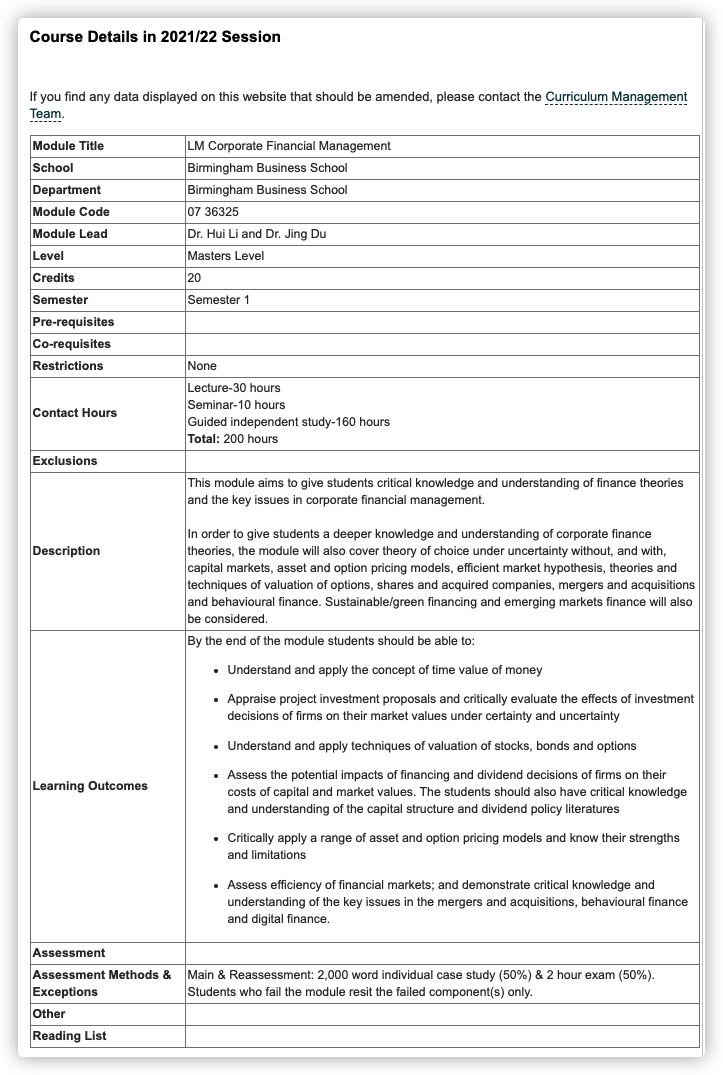 Course Details in 2021/22 Session
If you find any data displayed on this website that should be amended, please contact the Curriculum Management
Team.
Module Title LM Corporate Financial Management
School Birmingham Business School
Department Birmingham Business School
Module Code 07 36325
Module Lead Dr. Hui Li and Dr. Jing Du
Level Masters Level
Credits 20
Semester Semester 1
Pre-requisites
Co-requisites
Restrictions None
Contact Hours
Lecture-30 hours
Seminar-10 hours
Guided independent study-160 hours
Total: 200 hours
Exclusions
Description
This module aims to give students critical knowledge and understanding of finance theories
and the key issues in corporate financial management.
In order to give students a deeper knowledge and understanding of corporate finance
theories, the module will also cover theory of choice under uncertainty without, and with,
capital markets, asset and option pricing models, efficient market hypothesis, theories and
techniques of valuation of options, shares and acquired companies, mergers and acquisitions
and behavioural finance. Sustainable/green financing and emerging markets finance will also
be considered.
Learning Outcomes
By the end of the module students should be able to:
• Understand and apply the concept of time value of money
• Appraise project investment proposals and critically evaluate the effects of investment
decisions of firms on their market values under certainty and uncertainty
• Understand and apply techniques of valuation of stocks, bonds and options
• Assess the potential impacts of financing and dividend decisions of firms on their
costs of capital and market values. The students should also have critical knowledge
and understanding of the capital structure and dividend policy literatures
• Critically apply a range of asset and option pricing models and know their strengths
and limitations
• Assess efficiency of financial markets; and demonstrate critical knowledge and
understanding of the key issues in the mergers and acquisitions, behavioural finance
and digital finance.
Assessment
Assessment Methods &
Exceptions
Main & Reassessment: 2,000 word individual case study (50%) & 2 hour exam (50%).
Students who fail the module resit the failed component(s) only.
Other
Reading List